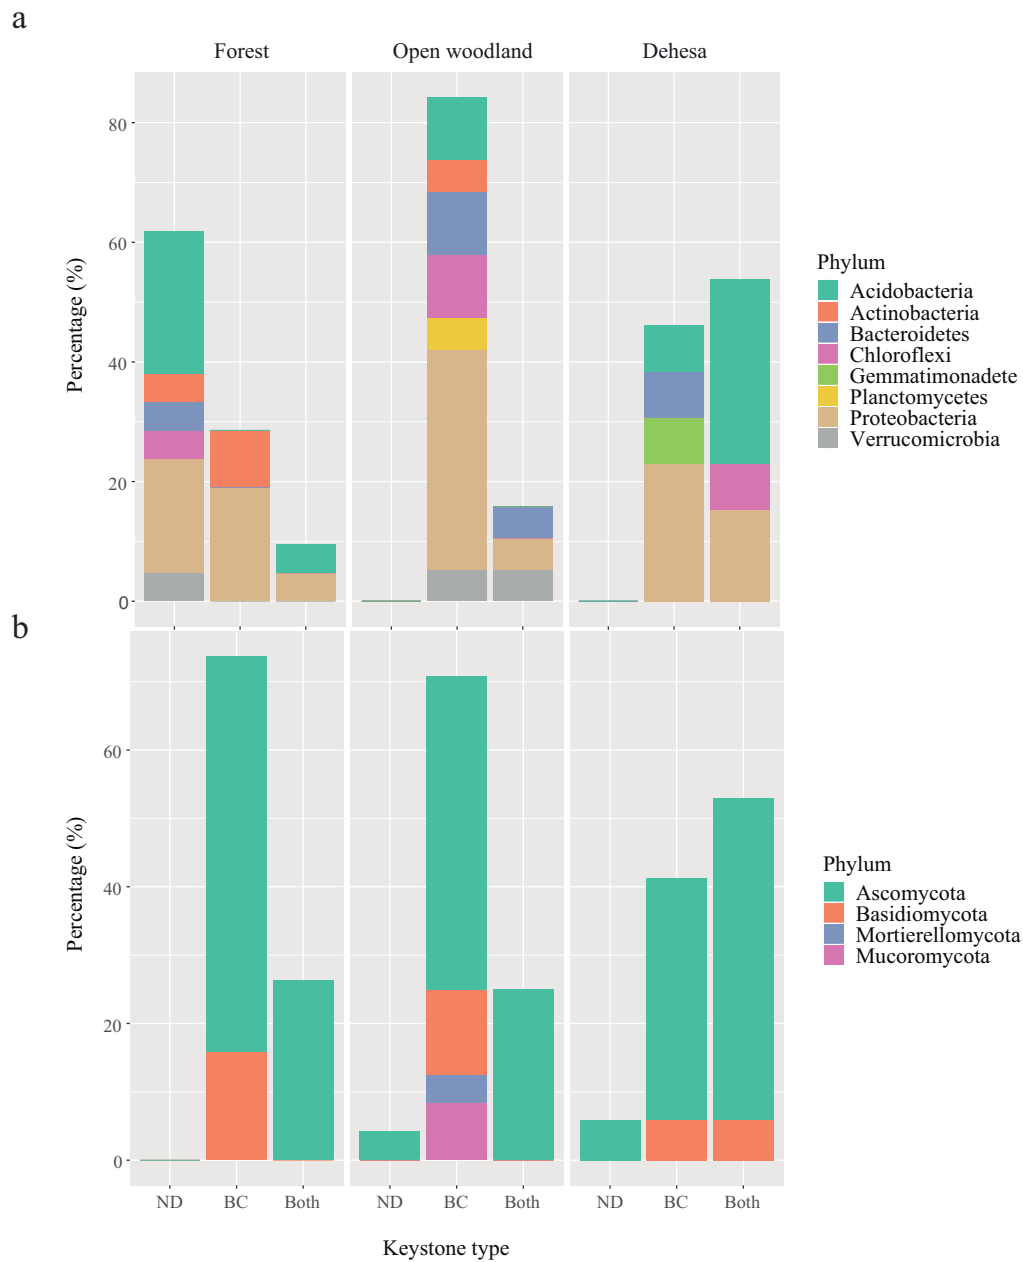 a
Forest
Open woodland
Dehesa
80
60
40
20
0
Percentage (%)
Phylum
Acidobacteria
Actinobacteria
Bacteroidetes
Chloroflexi
Gemmatimonadete
Planctomycetes
Proteobacteria
Verrucomicrobia
b
60
40
20
0
Percentage (%)
Phylum
Ascomycota
Basidiomycota
Mortierellomycota
Mucoromycota
ND BC Both ND BC Both ND BC Both
Keystone type